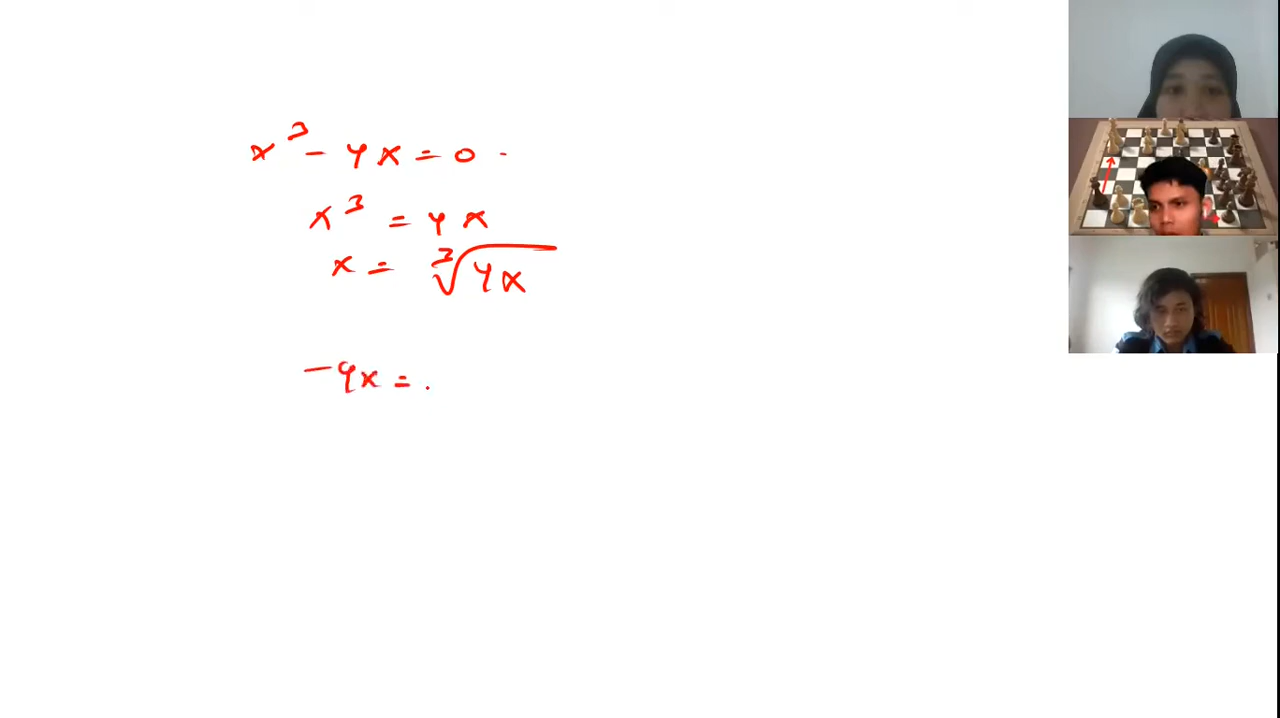 x³ - 4x = 0 -
x³ = 4x
x = ∛4x
-4x = .